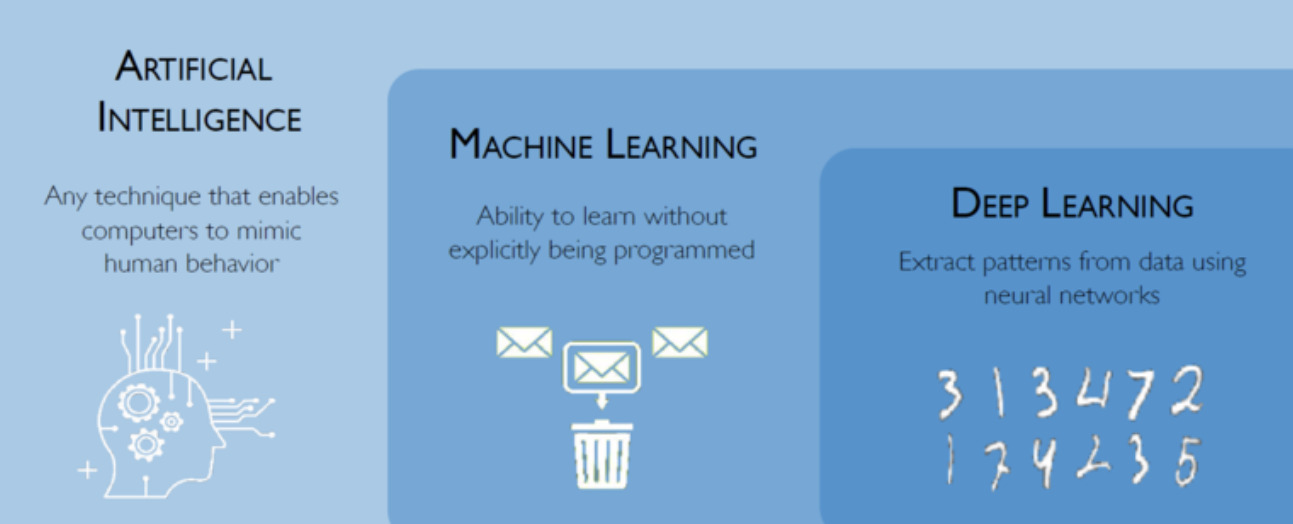 ARTIFICIAL
INTELLIGENCE
Any technique that enables
computers to mimic
human behavior
MACHINE LEARNING
Ability to learn without
explicitly being programmed
DEEP LEARNING
Extract patterns from data using
neural networks
3 1 3 4 7 2
1 7 4 2 3 5